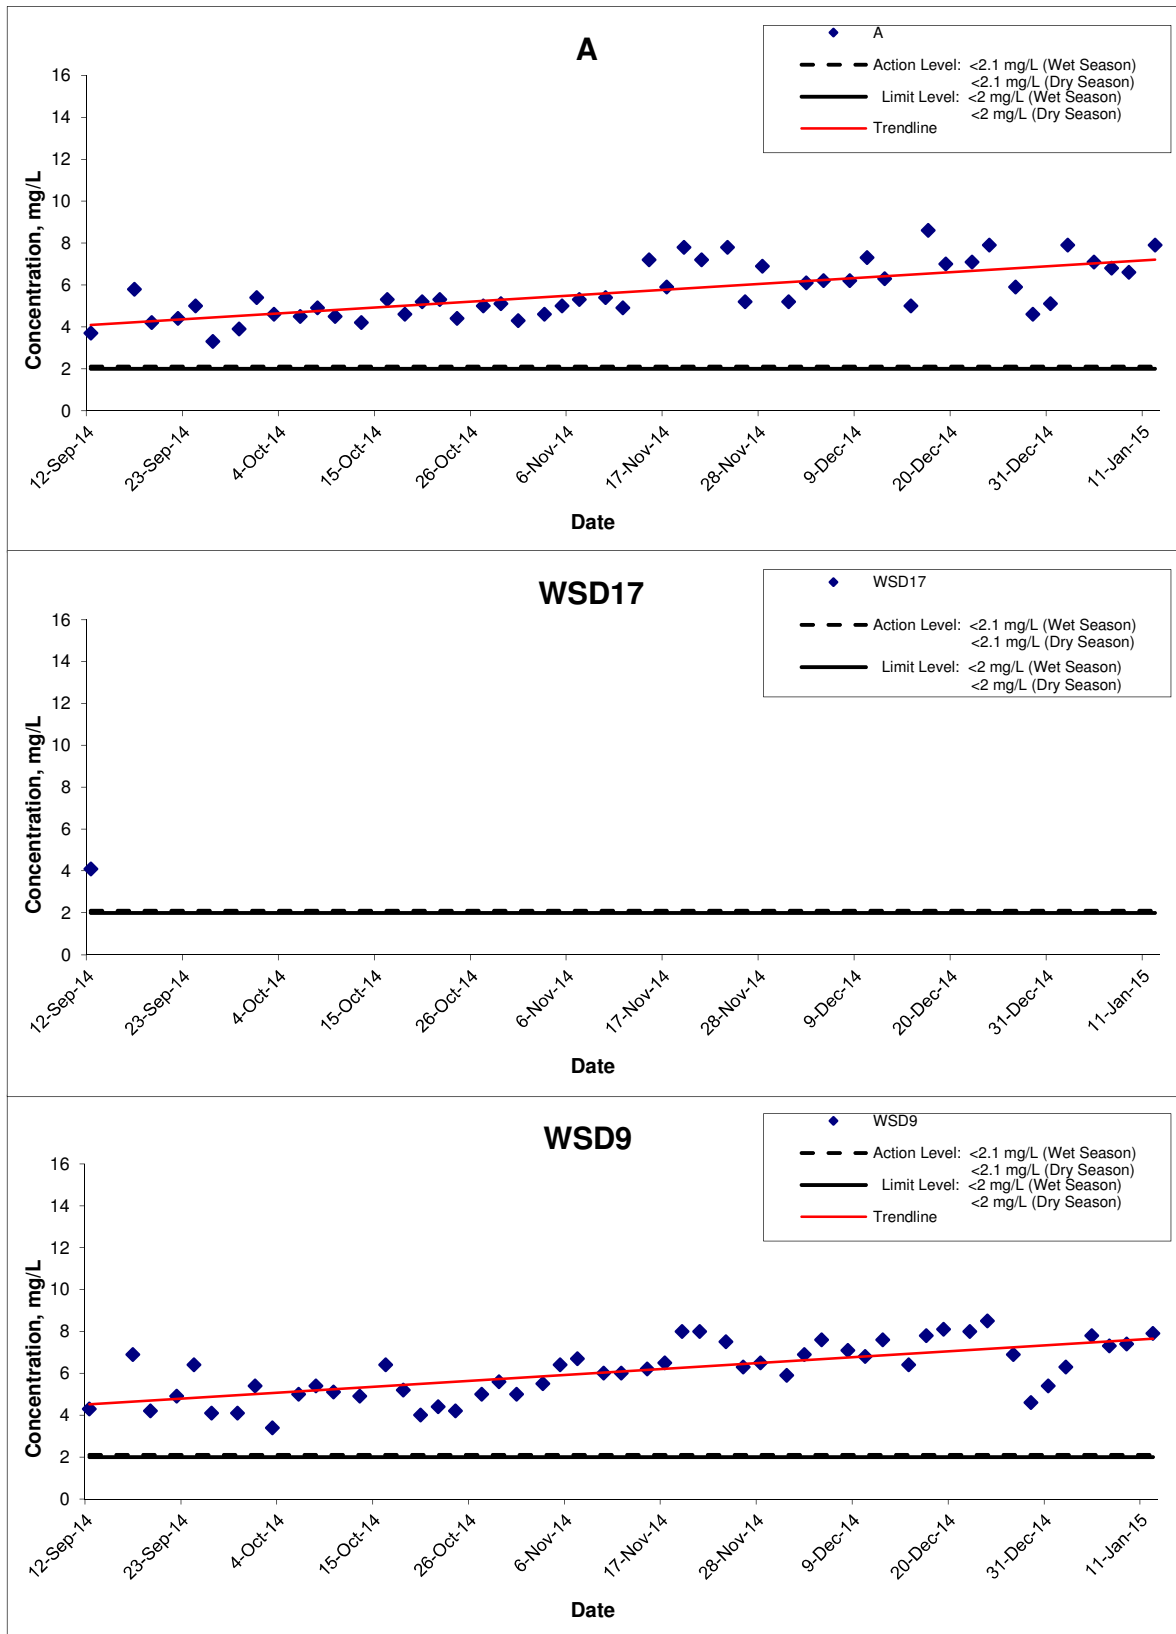 A
A
Action Level:  <2.1 mg/L (Wet Season)
<2.1 mg/L (Dry Season)
Limit Level:  <2 mg/L (Wet Season)
<2 mg/L (Dry Season)
Trendline
Concentration, mg/L
16
14
12
10
8
6
4
2
0
12-Sep-14
23-Sep-14
4-Oct-14
15-Oct-14
26-Oct-14
6-Nov-14
17-Nov-14
28-Nov-14
9-Dec-14
20-Dec-14
31-Dec-14
11-Jan-15
Date
WSD17
WSD17
Action Level:  <2.1 mg/L (Wet Season)
<2.1 mg/L (Dry Season)
Limit Level:  <2 mg/L (Wet Season)
<2 mg/L (Dry Season)
Concentration, mg/L
16
14
12
10
8
6
4
2
0
12-Sep-14
23-Sep-14
4-Oct-14
15-Oct-14
26-Oct-14
6-Nov-14
17-Nov-14
28-Nov-14
9-Dec-14
20-Dec-14
31-Dec-14
11-Jan-15
Date
WSD9
WSD9
Action Level:  <2.1 mg/L (Wet Season)
<2.1 mg/L (Dry Season)
Limit Level:  <2 mg/L (Wet Season)
<2 mg/L (Dry Season)
Trendline
Concentration, mg/L
16
14
12
10
8
6
4
2
0
12-Sep-14
23-Sep-14
4-Oct-14
15-Oct-14
26-Oct-14
6-Nov-14
17-Nov-14
28-Nov-14
9-Dec-14
20-Dec-14
31-Dec-14
11-Jan-15
Date